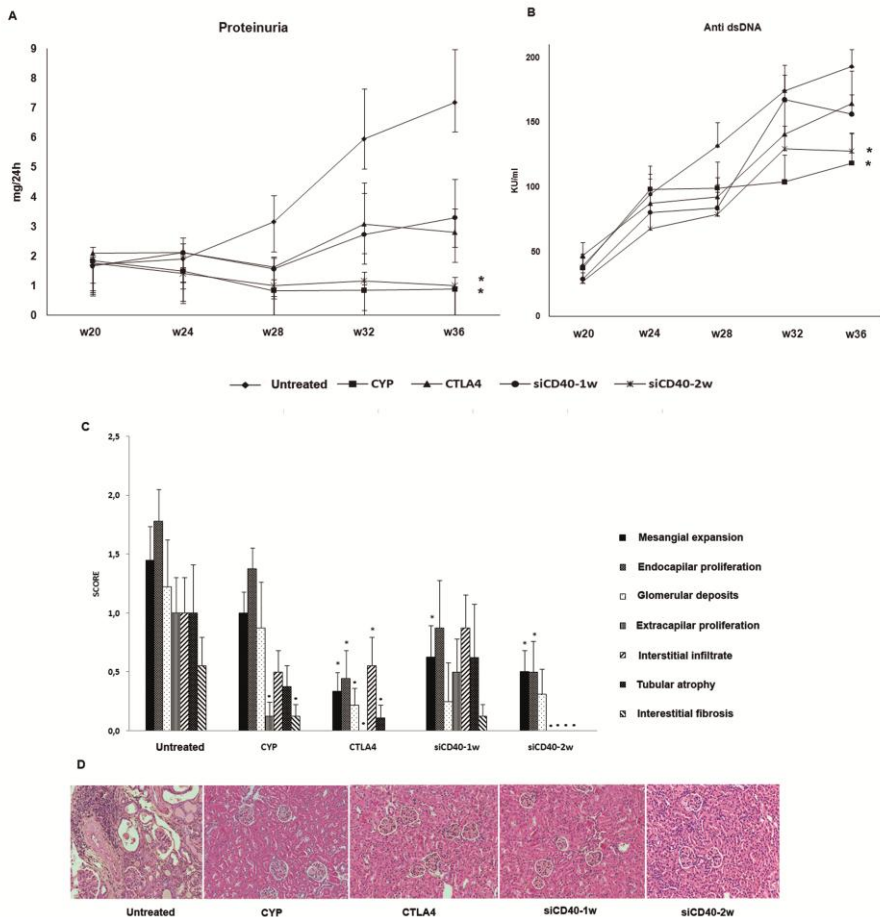 A
Proteinuria
9
8
7
6
5
4
3
2
1
0
mg/24h
w20 w24 w28 w32 w36
*
*
B
Anti dsDNA
200
150
100
50
0
KU/ml
w20 w24 w28 w32 w36
*
*
Untreated CYP CTLA4 siCD40-1w siCD40-2w
C
2,5
2,0
1,5
1,0
0,5
0,0
SCORE
Untreated CYP CTLA4 siCD40-1w siCD40-2w
Mesangial expansion
Endocapilar proliferation
Glomerular deposits
Extracapilar proliferation
Interstitial infiltrate
Tubular atrophy
Interestitial fibrosis
D
Untreated CYP CTLA4 siCD40-1w siCD40-2w